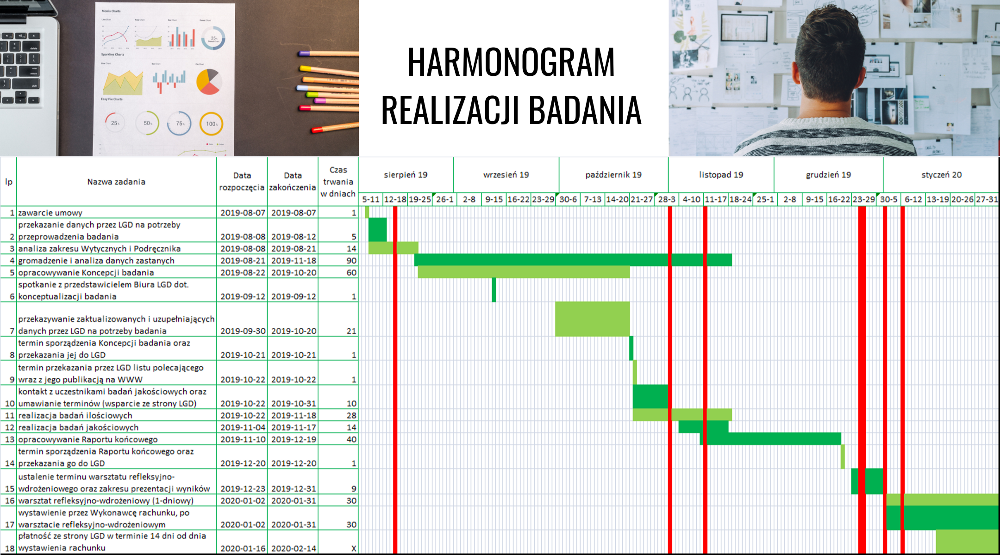 Morris Charts
Line Chart
Area Chart
Bar Chart
Donut Chart
25%
Donut Chart
Sparkline Charts
Line Chart
Bar Chart
Pie Chart
Easy Pie Charts
25%
50%
75%
100%
delete
return
shift
HARMONOGRAM
REALIZACJI BADANIA
lp
Nazwa zadania
Data
rozpoczęcia
Data
zakończenia
Czas
trwania
w dniach
sierpień 19
wrzesień 19
październik 19
listopad 19
grudzień 19
styczeń 20
5-11 12-18 19-25 26-1 2-8 9-15 16-22 23-29 30-6 7-13 14-20 21-27 28-3 4-10 11-17 18-24 25-1 2-8 9-15 16-22 23-29 30-5 6-12 13-19 20-26 27-31
1 zawarcie umowy 2019-08-07 2019-08-07 1
przekazanie danych przez LGD na potrzeby
2 przeprowadzenia badania 2019-08-08 2019-08-12 5
3 analiza zakresu Wytycznych i Podręcznika 2019-08-08 2019-08-21 14
4 gromadzenie i analiza danych zastanych 2019-08-21 2019-11-18 90
5 opracowywanie Koncepcji badania 2019-08-22 2019-10-20 60
spotkanie z przedstawicielem Biura LGD dot.
6 konceptualizacji badania 2019-09-12 2019-09-12 1
przekazywanie zaktualizowanych i uzupełniających
7 danych przez LGD na potrzeby badania 2019-09-30 2019-10-20 21
termin sporządzenia Koncepcji badania oraz
8 przekazania jej do LGD 2019-10-21 2019-10-21 1
termin przekazania przez LGD listu polecającego
9 wraz z jego publikacją na WWW 2019-10-22 2019-10-22 1
kontakt z uczestnikami badań jakościowych oraz
10 umawianie terminów (wsparcie ze strony LGD) 2019-10-22 2019-10-31 10
11 realizacja badań ilościowych 2019-10-22 2019-11-18 28
12 realizacja badań jakościowych 2019-11-04 2019-11-17 14
13 opracowywanie Raportu końcowego 2019-11-10 2019-12-19 40
termin sporządzenia Raportu końcowego oraz
14 przekazania go do LGD 2019-12-20 2019-12-20 1
ustalenie terminu warsztatu refleksyjno-
15 wdrożeniowego oraz zakresu prezentacji wyników 2019-12-23 2019-12-31 9
16 warsztat refleksyjno-wdrożeniowy (1-dniowy) 2020-01-02 2020-01-31 30
wystawienie przez Wykonawcę rachunku, po
17 warsztacie refleksyjno-wdrożeniowym 2020-01-02 2020-01-31 30
płatność ze strony LGD w terminie 14 dni od dnia
18 wystawienia rachunku 2020-01-16 2020-02-14 X